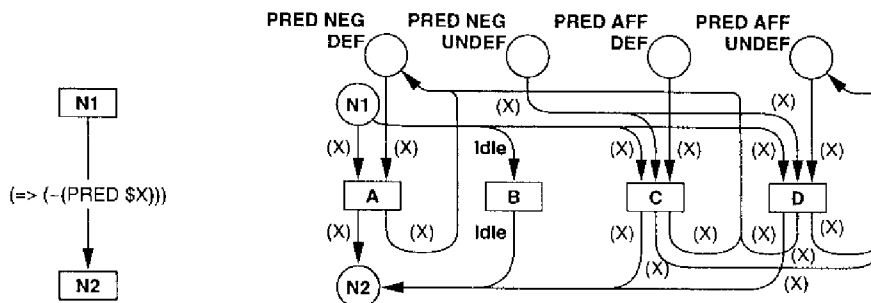 PRED NEG PRED NEG PRED AFF PRED AFF
DEF UNDEF DEF UNDEF
N1
N1
(X)
(X)
(X) (X) Idle (X) (X) (X) (X)
(=> (~(PRED $X)))
A B C D
(X) (X) Idle (X) (X) (X)
(X) (X)
(X)
N2
N2